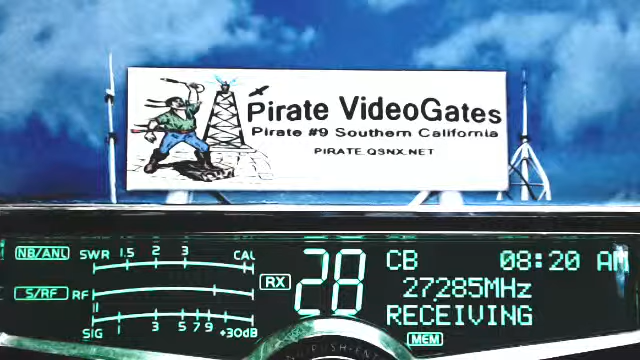 Pirate VideoGates
Pirate #9 Southern California
PIRATE.QSNX.NET
NB/ANL SWR 1.5 2 3 CAL
S/RF RF
SIG 1 3 5 7 9 +30dB
RX 28
CB 08:20 AM
27285MHz
RECEIVING
MEM